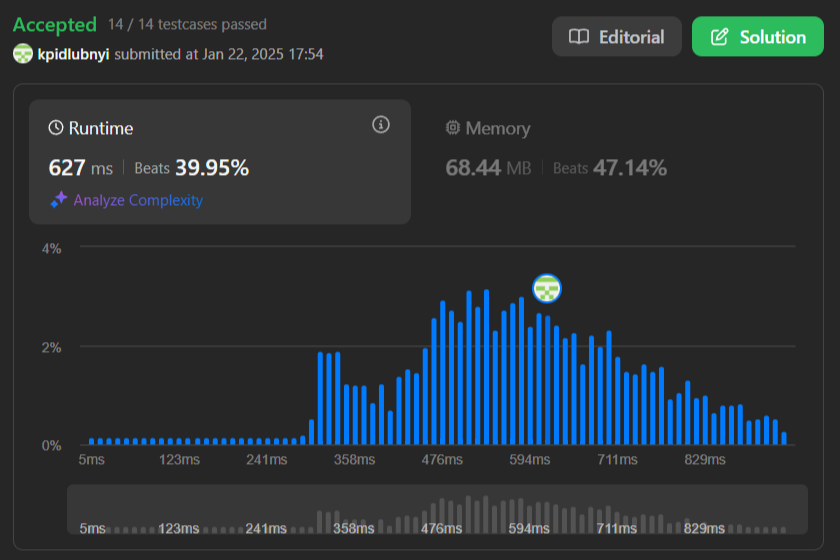 Accepted 14 / 14 testcases passed
kpidlubnyi submitted at Jan 22, 2025 17:54
Editorial
Solution
Runtime
627 ms Beats 39.95%
Analyze Complexity
Memory
68.44 MB Beats 47.14%
4%
2%
0%
5ms 123ms 241ms 358ms 476ms 594ms 711ms 829ms
5ms 123ms 241ms 358ms 476ms 594ms 711ms 829ms